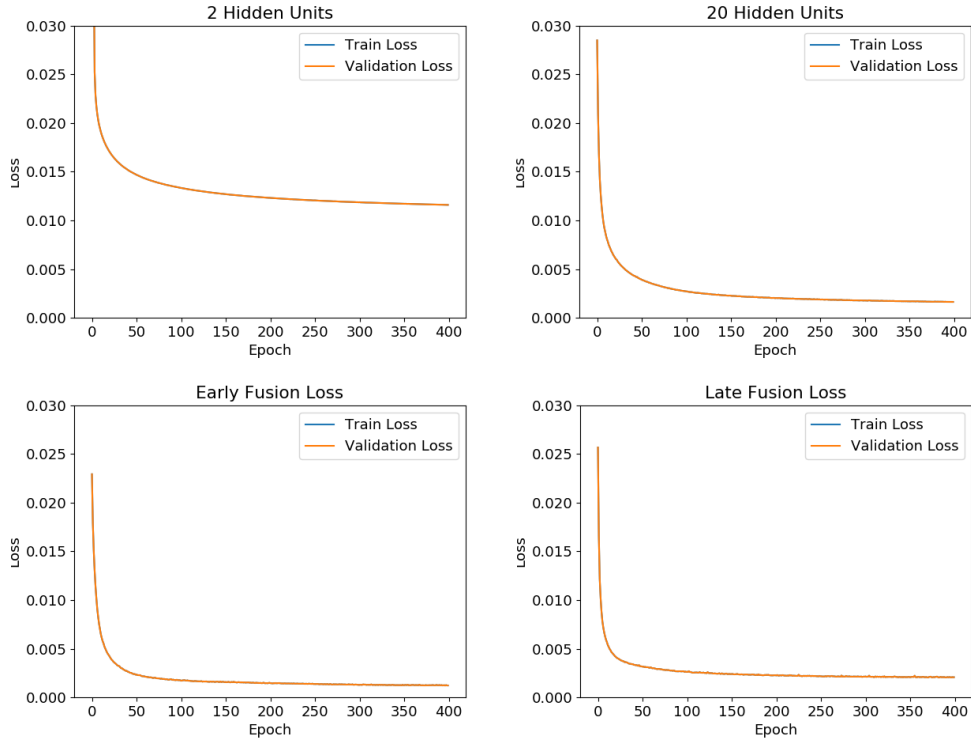 2 Hidden Units
0.030
0.025
0.020
0.015
0.010
0.005
0.000
Loss
Train Loss
Validation Loss
0 50 100 150 200 250 300 350 400
Epoch
20 Hidden Units
0.030
0.025
0.020
0.015
0.010
0.005
0.000
Loss
Train Loss
Validation Loss
0 50 100 150 200 250 300 350 400
Epoch
Early Fusion Loss
0.030
0.025
0.020
0.015
0.010
0.005
0.000
Loss
Train Loss
Validation Loss
0 50 100 150 200 250 300 350 400
Epoch
Late Fusion Loss
0.030
0.025
0.020
0.015
0.010
0.005
0.000
Loss
Train Loss
Validation Loss
0 50 100 150 200 250 300 350 400
Epoch